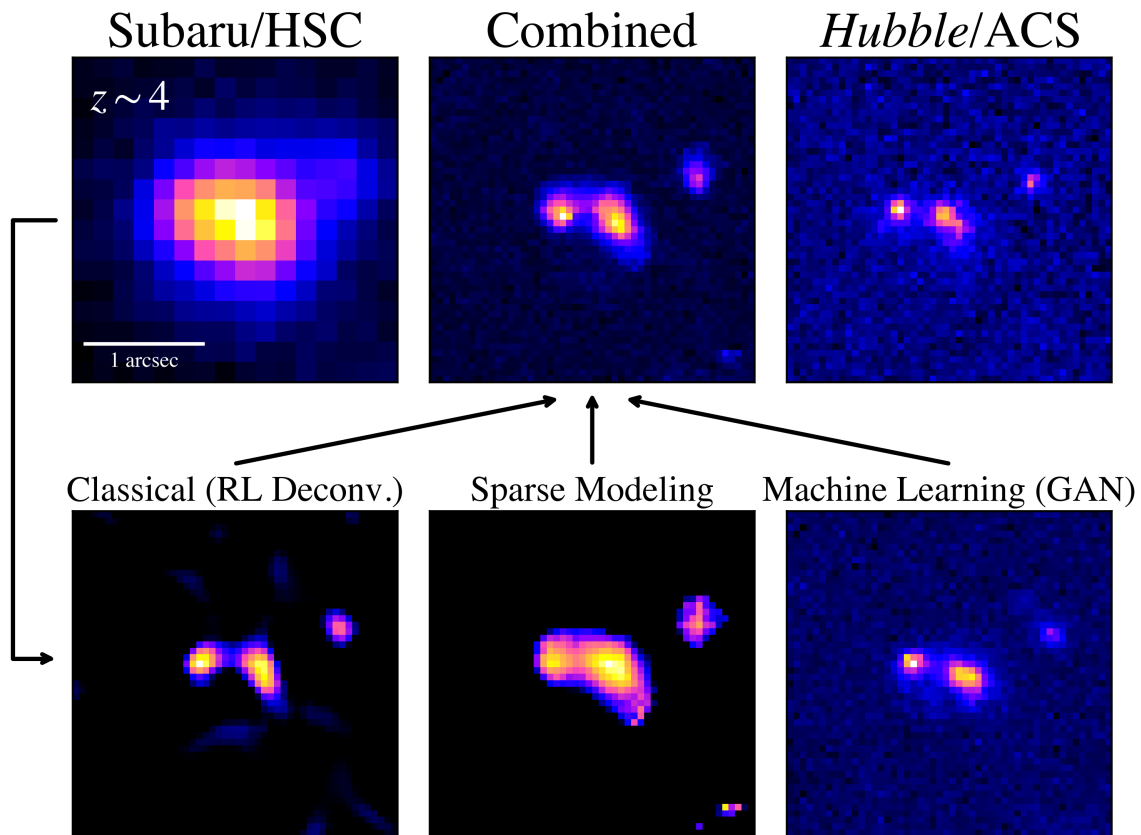 Subaru/HSC
Combined
Hubble/ACS
z ~ 4
1 arcsec
Classical (RL Deconv.)
Sparse Modeling
Machine Learning (GAN)